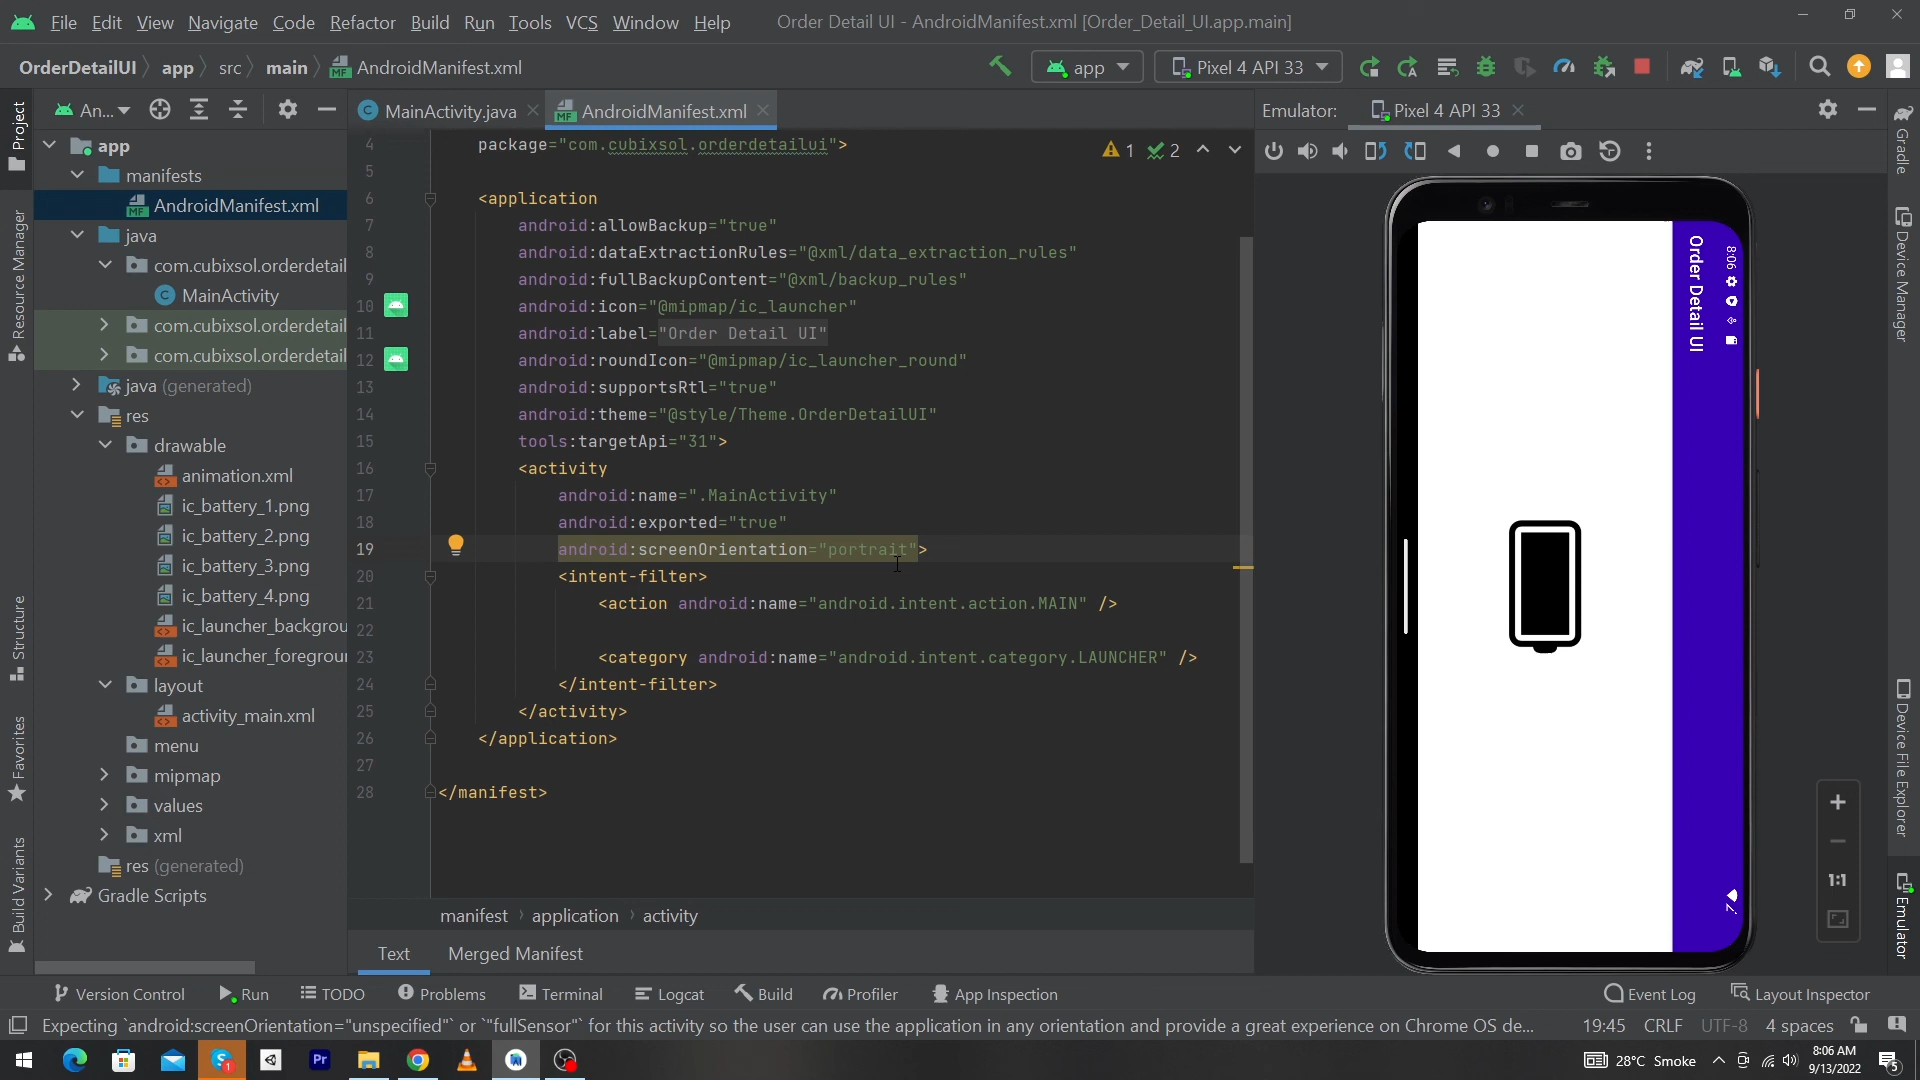 File Edit View Navigate Code Refactor Build Run Tools VCS Window Help Order Detail UI - AndroidManifest.xml [Order_Detail_UI.app.main]
OrderDetailUI app src main AndroidManifest.xml app Pixel 4 API 33
An... MainActivity.java AndroidManifest.xml Emulator: Pixel 4 API 33
Project
Resource Manager
Structure
Favorites
Build Variants
app
manifests
AndroidManifest.xml
java
com.cubixsol.orderdetail
MainActivity
com.cubixsol.orderdetail
com.cubixsol.orderdetail
java (generated)
res
drawable
animation.xml
ic_battery_1.png
ic_battery_2.png
ic_battery_3.png
ic_battery_4.png
ic_launcher_backgrou
ic_launcher_foregroun
layout
activity_main.xml
menu
mipmap
values
xml
res (generated)
Gradle Scripts
4 package="com.cubixsol.orderdetailui"> 1 2
5
6 <application
7 android:allowBackup="true"
8 android:dataExtractionRules="@xml/data_extraction_rules"
9 android:fullBackupContent="@xml/backup_rules"
10 android:icon="@mipmap/ic_launcher"
11 android:label="Order Detail UI"
12 android:roundIcon="@mipmap/ic_launcher_round"
13 android:supportsRtl="true"
14 android:theme="@style/Theme.OrderDetailUI"
15 tools:targetApi="31">
16 <activity
17 android:name=".MainActivity"
18 android:exported="true"
19 android:screenOrientation="portrait">
20 <intent-filter>
21 <action android:name="android.intent.action.MAIN" />
22
23 <category android:name="android.intent.category.LAUNCHER" />
24 </intent-filter>
25 </activity>
26 </application>
27
28 </manifest>
manifest application activity
Text Merged Manifest
8:06
Order Detail UI
1:1
Gradle
Device Manager
Device File Explorer
Emulator
Version Control Run TODO Problems Terminal Logcat Build Profiler App Inspection Event Log Layout Inspector
Expecting `android:screenOrientation="unspecified"` or `"fullSensor"` for this activity so the user can use the application in any orientation and provide a great experience on Chrome OS de... 19:45 CRLF UTF-8 4 spaces
1 Pr 28°C Smoke 8:06 AM
9/13/2022 5